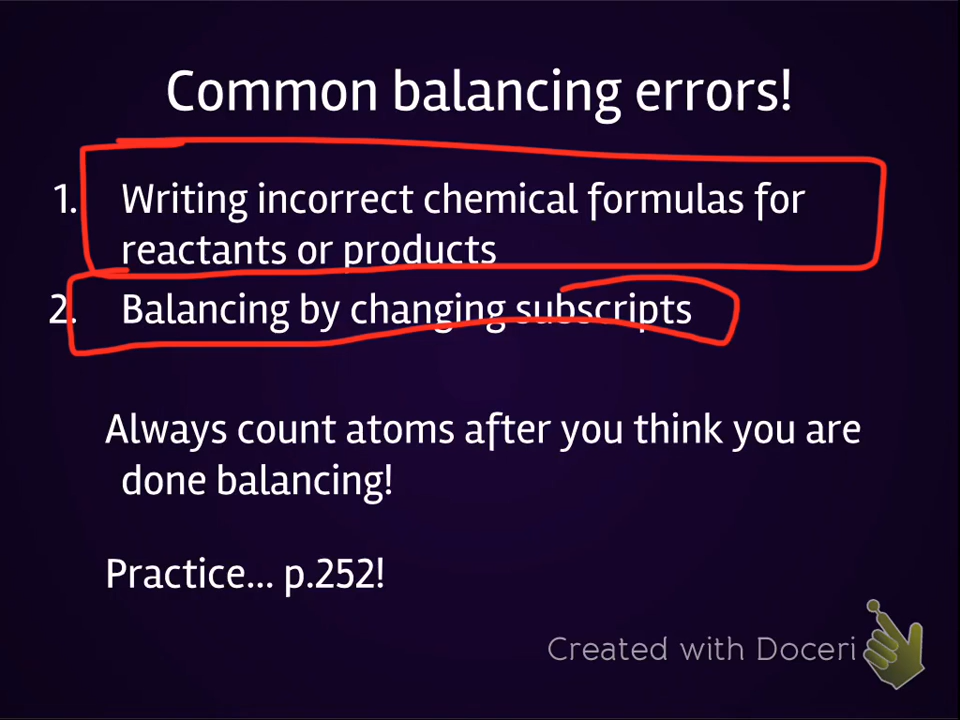 Common balancing errors!
1. Writing incorrect chemical formulas for
reactants or products
2. Balancing by changing subscripts
Always count atoms after you think you are
done balancing!
Practice... p.252!
Created with Doceri